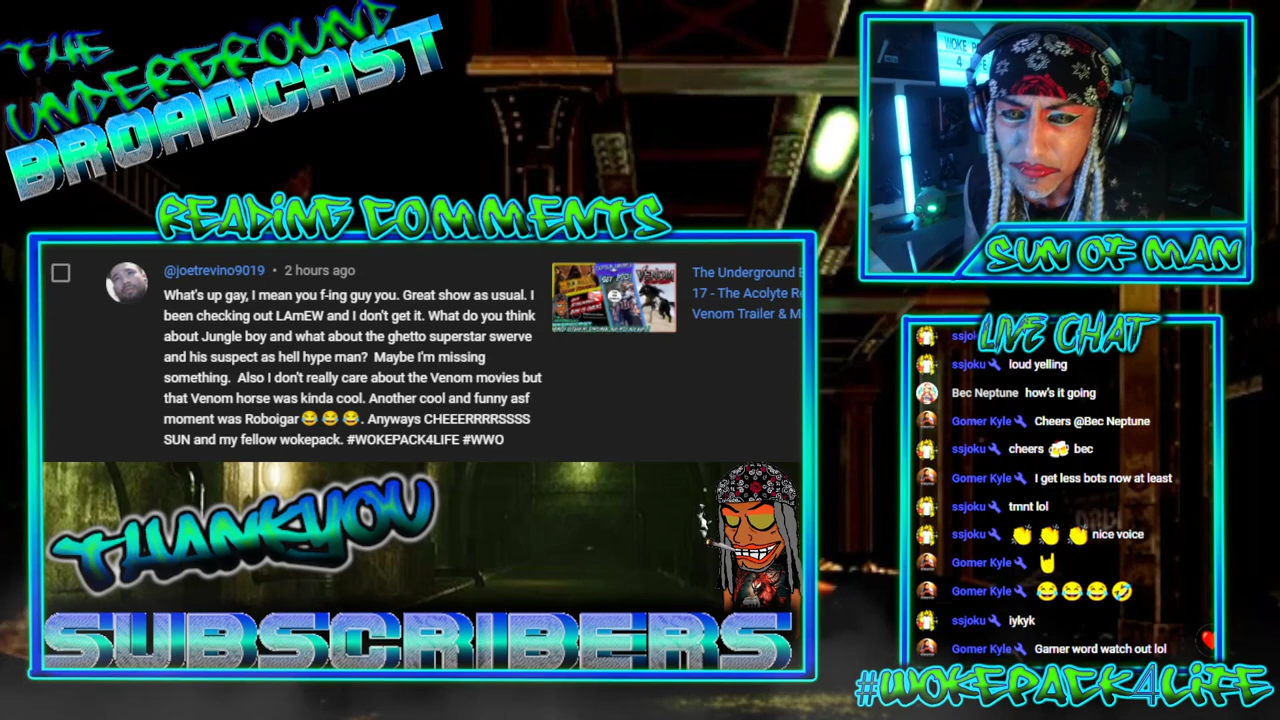 THE
UNDERGROUND
BROADCAST
WOKE P
4 LIFE
SUN OF MAN
READING COMMENTS
@joetrevino9019 • 2 hours ago
What's up gay, I mean you f-ing guy you. Great show as usual. I
been checking out LAmEW and I don't get it. What do you think
about Jungle boy and what about the ghetto superstar swerve
and his suspect as hell hype man? Maybe I'm missing
something. Also I don't really care about the Venom movies but
that Venom horse was kinda cool. Another cool and funny asf
moment was Roboigar 😂 😂 😂. Anyways CHEEERRRRSSSS
SUN and my fellow wokepack. #WOKEPACK4LIFE #WWO
VENOM
The Underground
17 - The Acolyte Re
Venom Trailer & M
THANKYOU
SUBSCRIBERS
LIVE CHAT
ssjo
ssjoku loud yelling
Bec Neptune how's it going
Gomer Kyle Cheers @Bec Neptune
ssjoku cheers 🍻 bec
Gomer Kyle I get less bots now at least
ssjoku tmnt lol
ssjoku 👏 👏 👏 nice voice
Gomer Kyle 🤘
Gomer Kyle 😂 😂 😂 🤣
ssjoku iykyk
Gomer Kyle Gamer word watch out lol
#WOKEPACK4LIFE